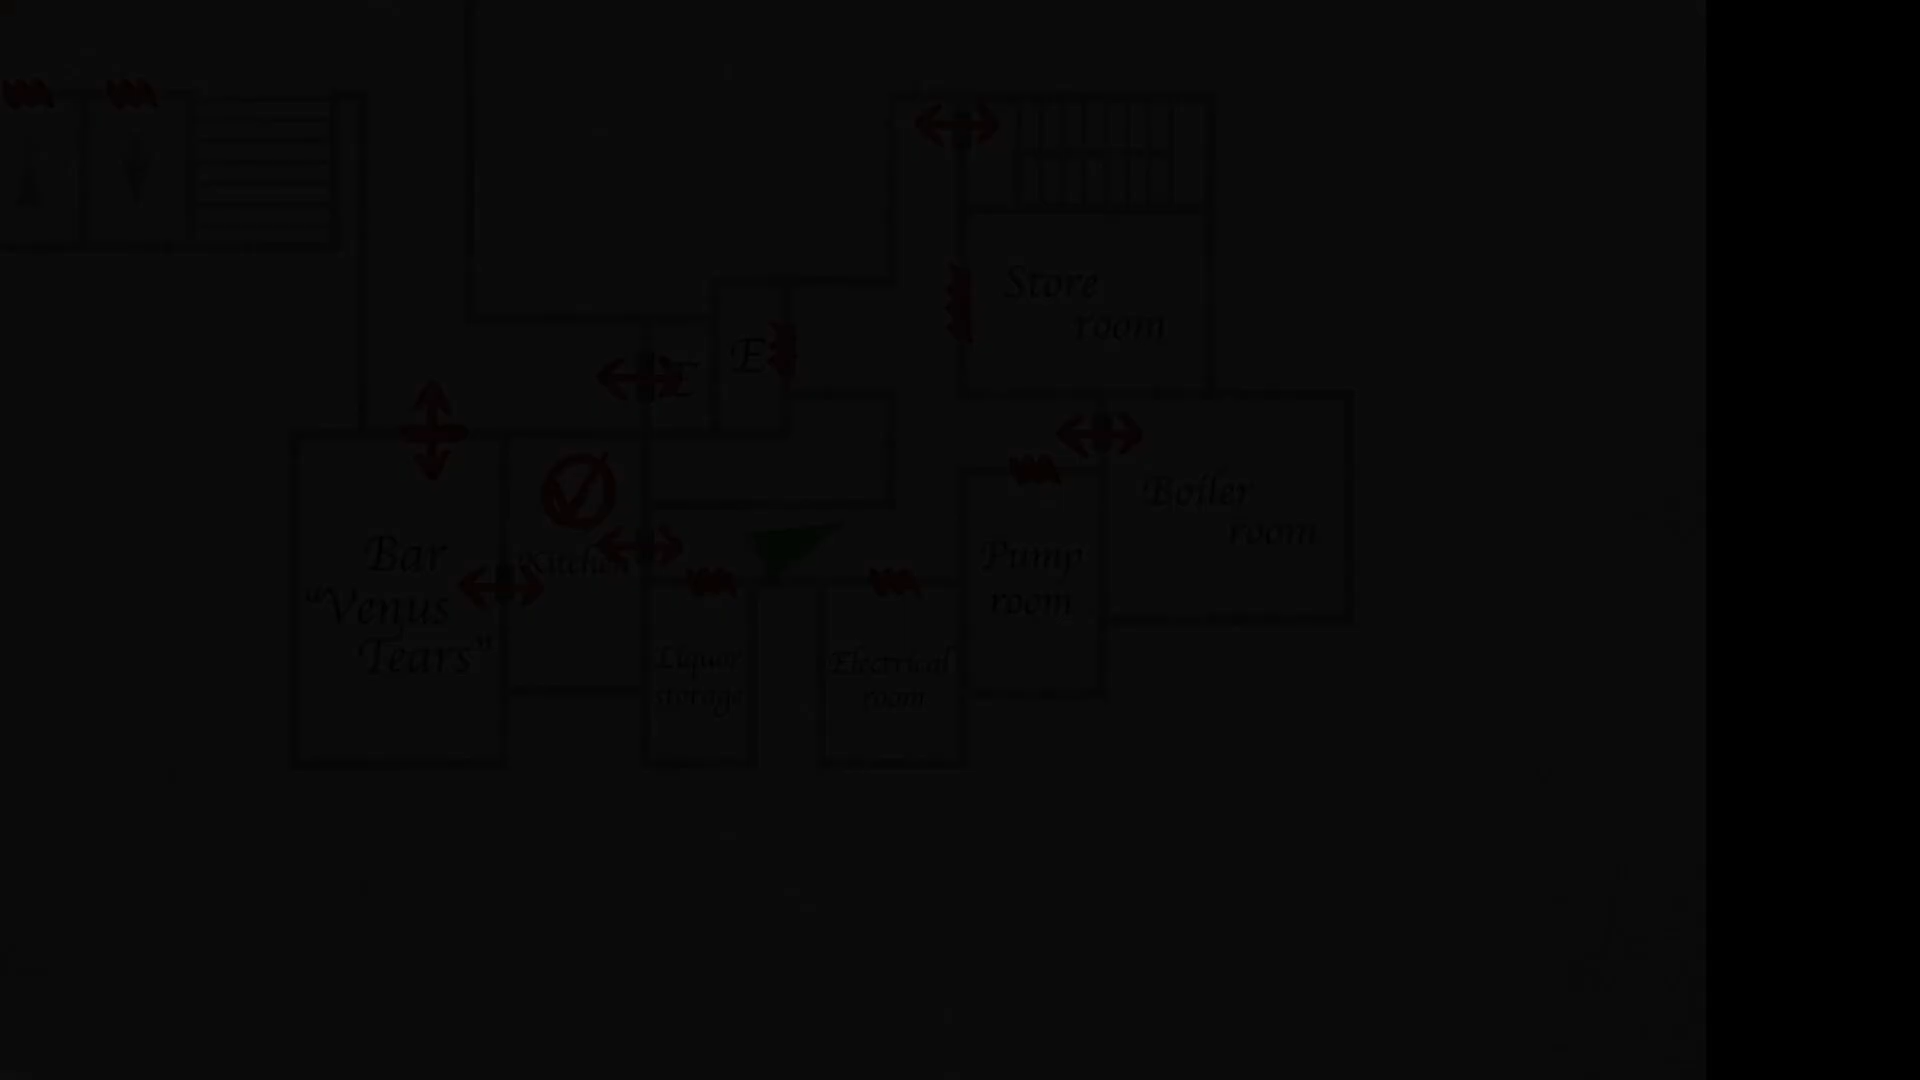 Store
room
E
E
Boiler
room
Bar
"Venus
Tears"
Kitchen
Pump
room
Liquor
storage
Electrical
room